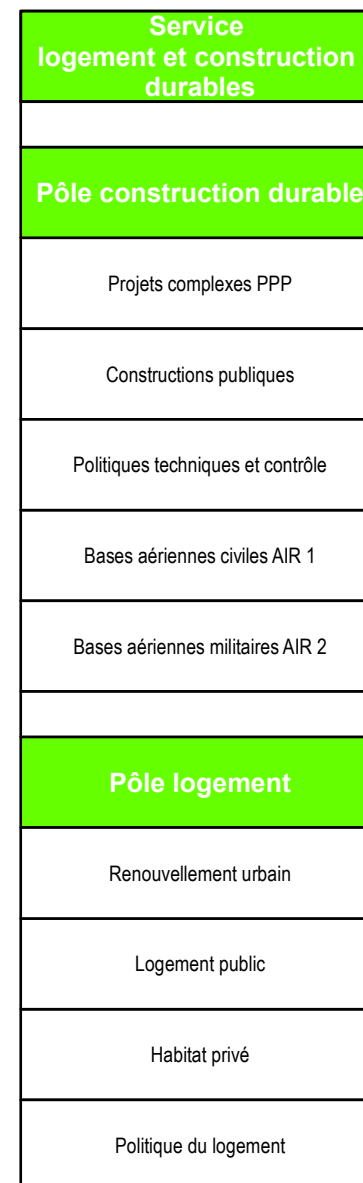 Service
logement et construction
durables
Pôle construction durable
Projets complexes PPP
Constructions publiques
Politiques techniques et contrôle
Bases aériennes civiles AIR 1
Bases aériennes militaires AIR 2
Pôle logement
Renouvellement urbain
Logement public
Habitat privé
Politique du logement